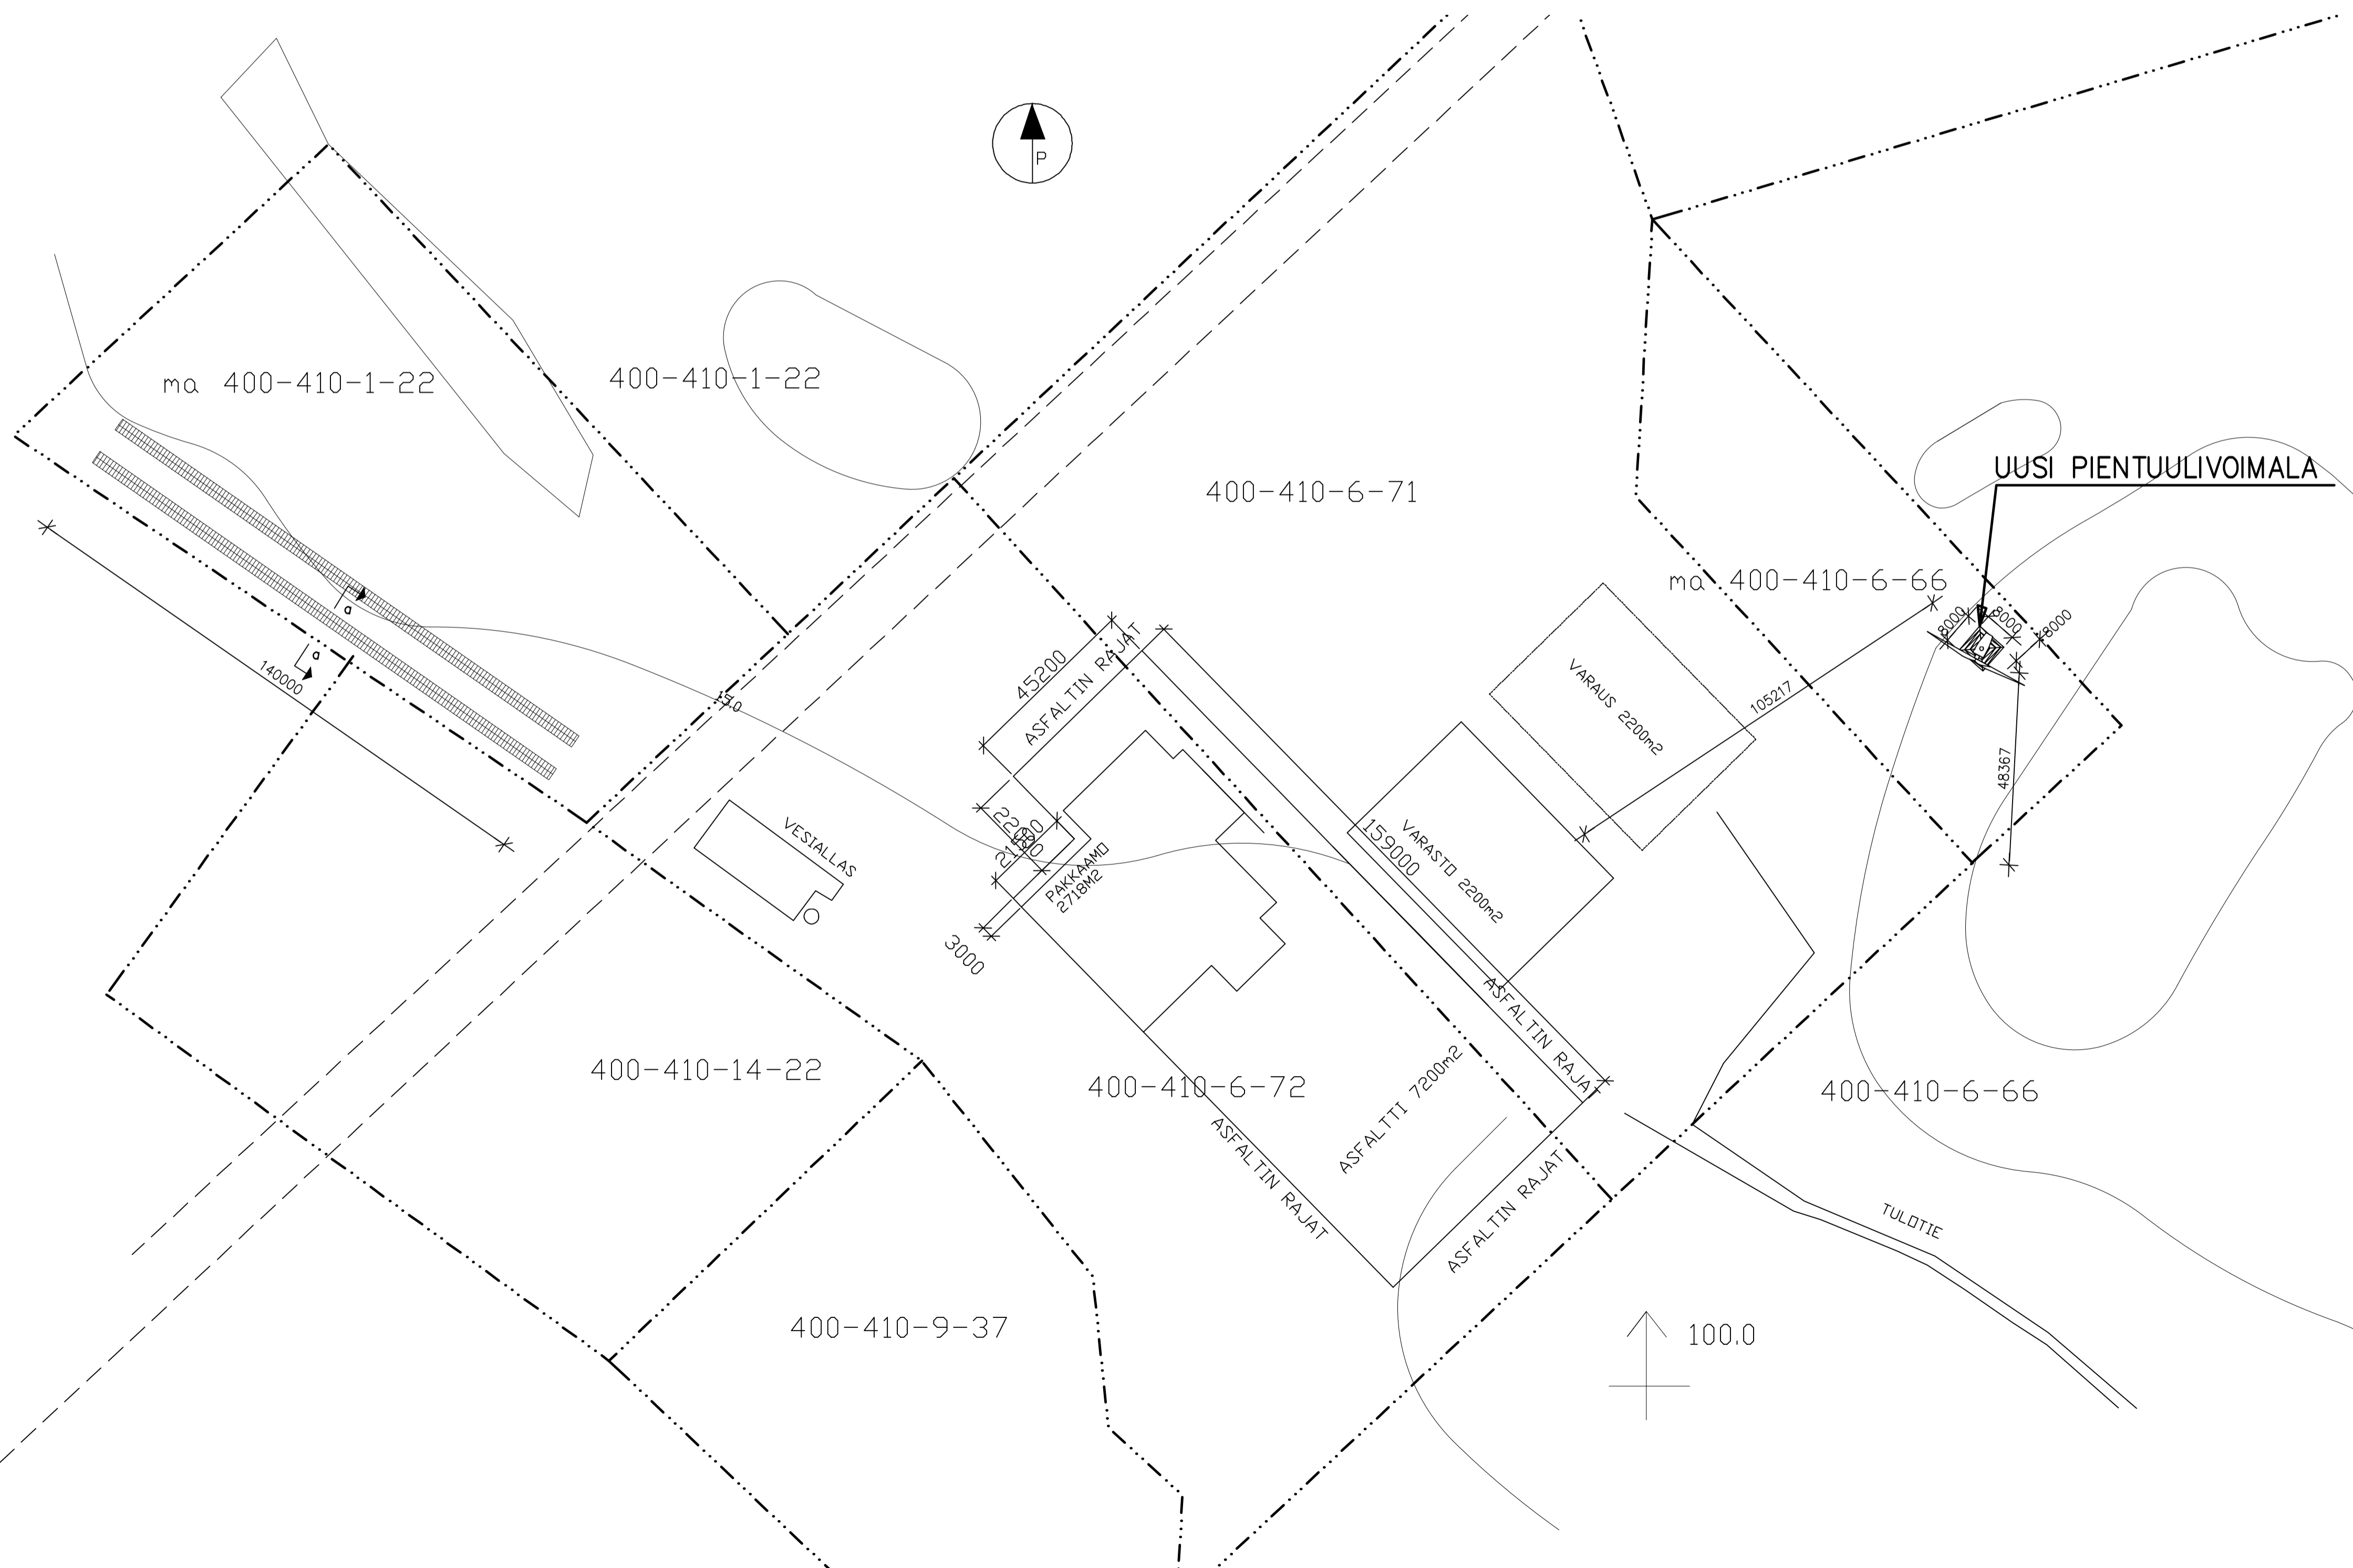 P
ma 400-410-1-22
400-410-1-22
400-410-6-71
UUSI PIENTUULIVOIMALA
ma 400-410-6-66
8000
8000
8000
a
a
140000
15.0
45200
ASFALTIN RAJAT
VARAUS 2200m2
105217
48367
VESIALLAS
PAKKAAMO
2718M2
159000
VARASTO 2200m2
3000
ASFALTIN RAJAT
400-410-14-22
400-410-6-72
ASFALTTI 7200m2
400-410-6-66
ASFALTIN RAJAT
ASFALTIN RAJAT
TULOTIE
400-410-9-37
100.0